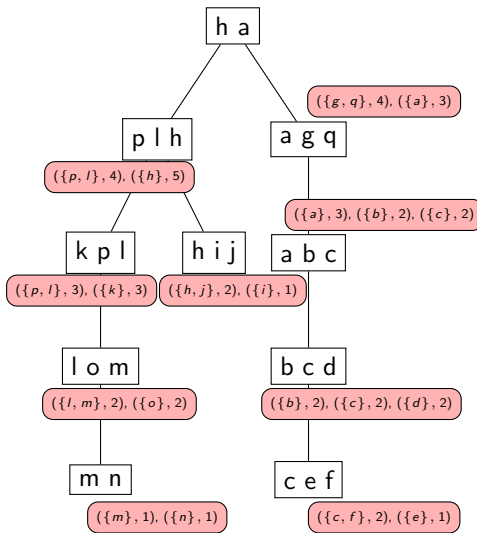 h a
({g, q}, 4), ({a}, 3)
p l h
a g q
({p, l}, 4), ({h}, 5)
({a}, 3), ({b}, 2), ({c}, 2)
k p l
h i j
a b c
({p, l}, 3), ({k}, 3)
({h, j}, 2), ({i}, 1)
l o m
b c d
({l, m}, 2), ({o}, 2)
({b}, 2), ({c}, 2), ({d}, 2)
m n
c e f
({m}, 1), ({n}, 1)
({c, f}, 2), ({e}, 1)